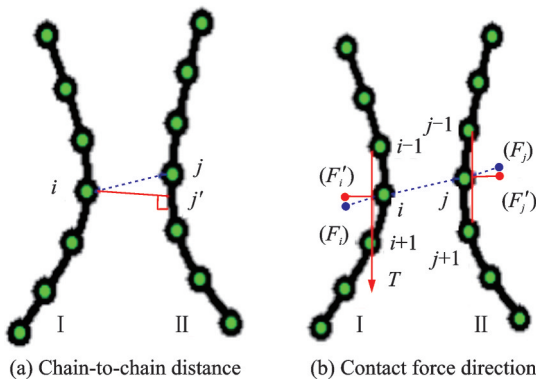 i
j
j′
I
II
(a) Chain-to-chain distance
j−1
i−1
(F_j)
(F_i′)
i
j
(F_j′)
(F_i)
i+1
j+1
T
I
II
(b) Contact force direction